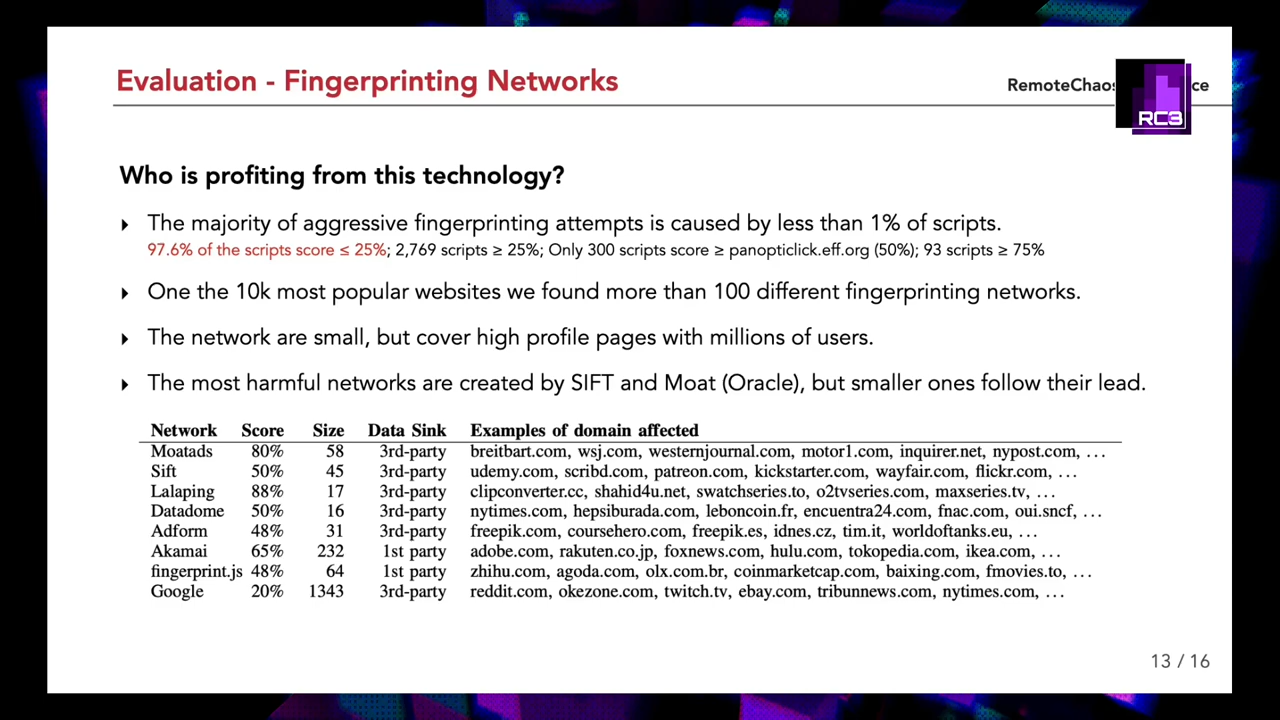 Evaluation - Fingerprinting Networks
RemoteChaos ce
RC3
Who is profiting from this technology?
‣ The majority of aggressive fingerprinting attempts is caused by less than 1% of scripts.
97.6% of the scripts score ≤ 25%; 2,769 scripts ≥ 25%; Only 300 scripts score ≥ panopticlick.eff.org (50%); 93 scripts ≥ 75%
‣ One the 10k most popular websites we found more than 100 different fingerprinting networks.
‣ The network are small, but cover high profile pages with millions of users.
‣ The most harmful networks are created by SIFT and Moat (Oracle), but smaller ones follow their lead.
Network Score Size Data Sink Examples of domain affected
Moatads 80% 58 3rd-party breitbart.com, wsj.com, westernjournal.com, motor1.com, inquirer.net, nypost.com, ...
Sift 50% 45 3rd-party udemy.com, scribd.com, patreon.com, kickstarter.com, wayfair.com, flickr.com, ...
Lalaping 88% 17 3rd-party clipconverter.cc, shahid4u.net, swatchseries.to, o2tvseries.com, maxseries.tv, ...
Datadome 50% 16 3rd-party nytimes.com, hepsiburada.com, leboncoin.fr, encuentra24.com, fnac.com, oui.sncf, ...
Adform 48% 31 3rd-party freepik.com, coursehero.com, freepik.es, idnes.cz, tim.it, worldoftanks.eu, ...
Akamai 65% 232 1st party adobe.com, rakuten.co.jp, foxnews.com, hulu.com, tokopedia.com, ikea.com, ...
fingerprint.js 48% 64 1st party zhihu.com, agoda.com, olx.com.br, coinmarketcap.com, baixing.com, fmovies.to, ...
Google 20% 1343 3rd-party reddit.com, okezone.com, twitch.tv, ebay.com, tribunnews.com, nytimes.com, ...
13 / 16